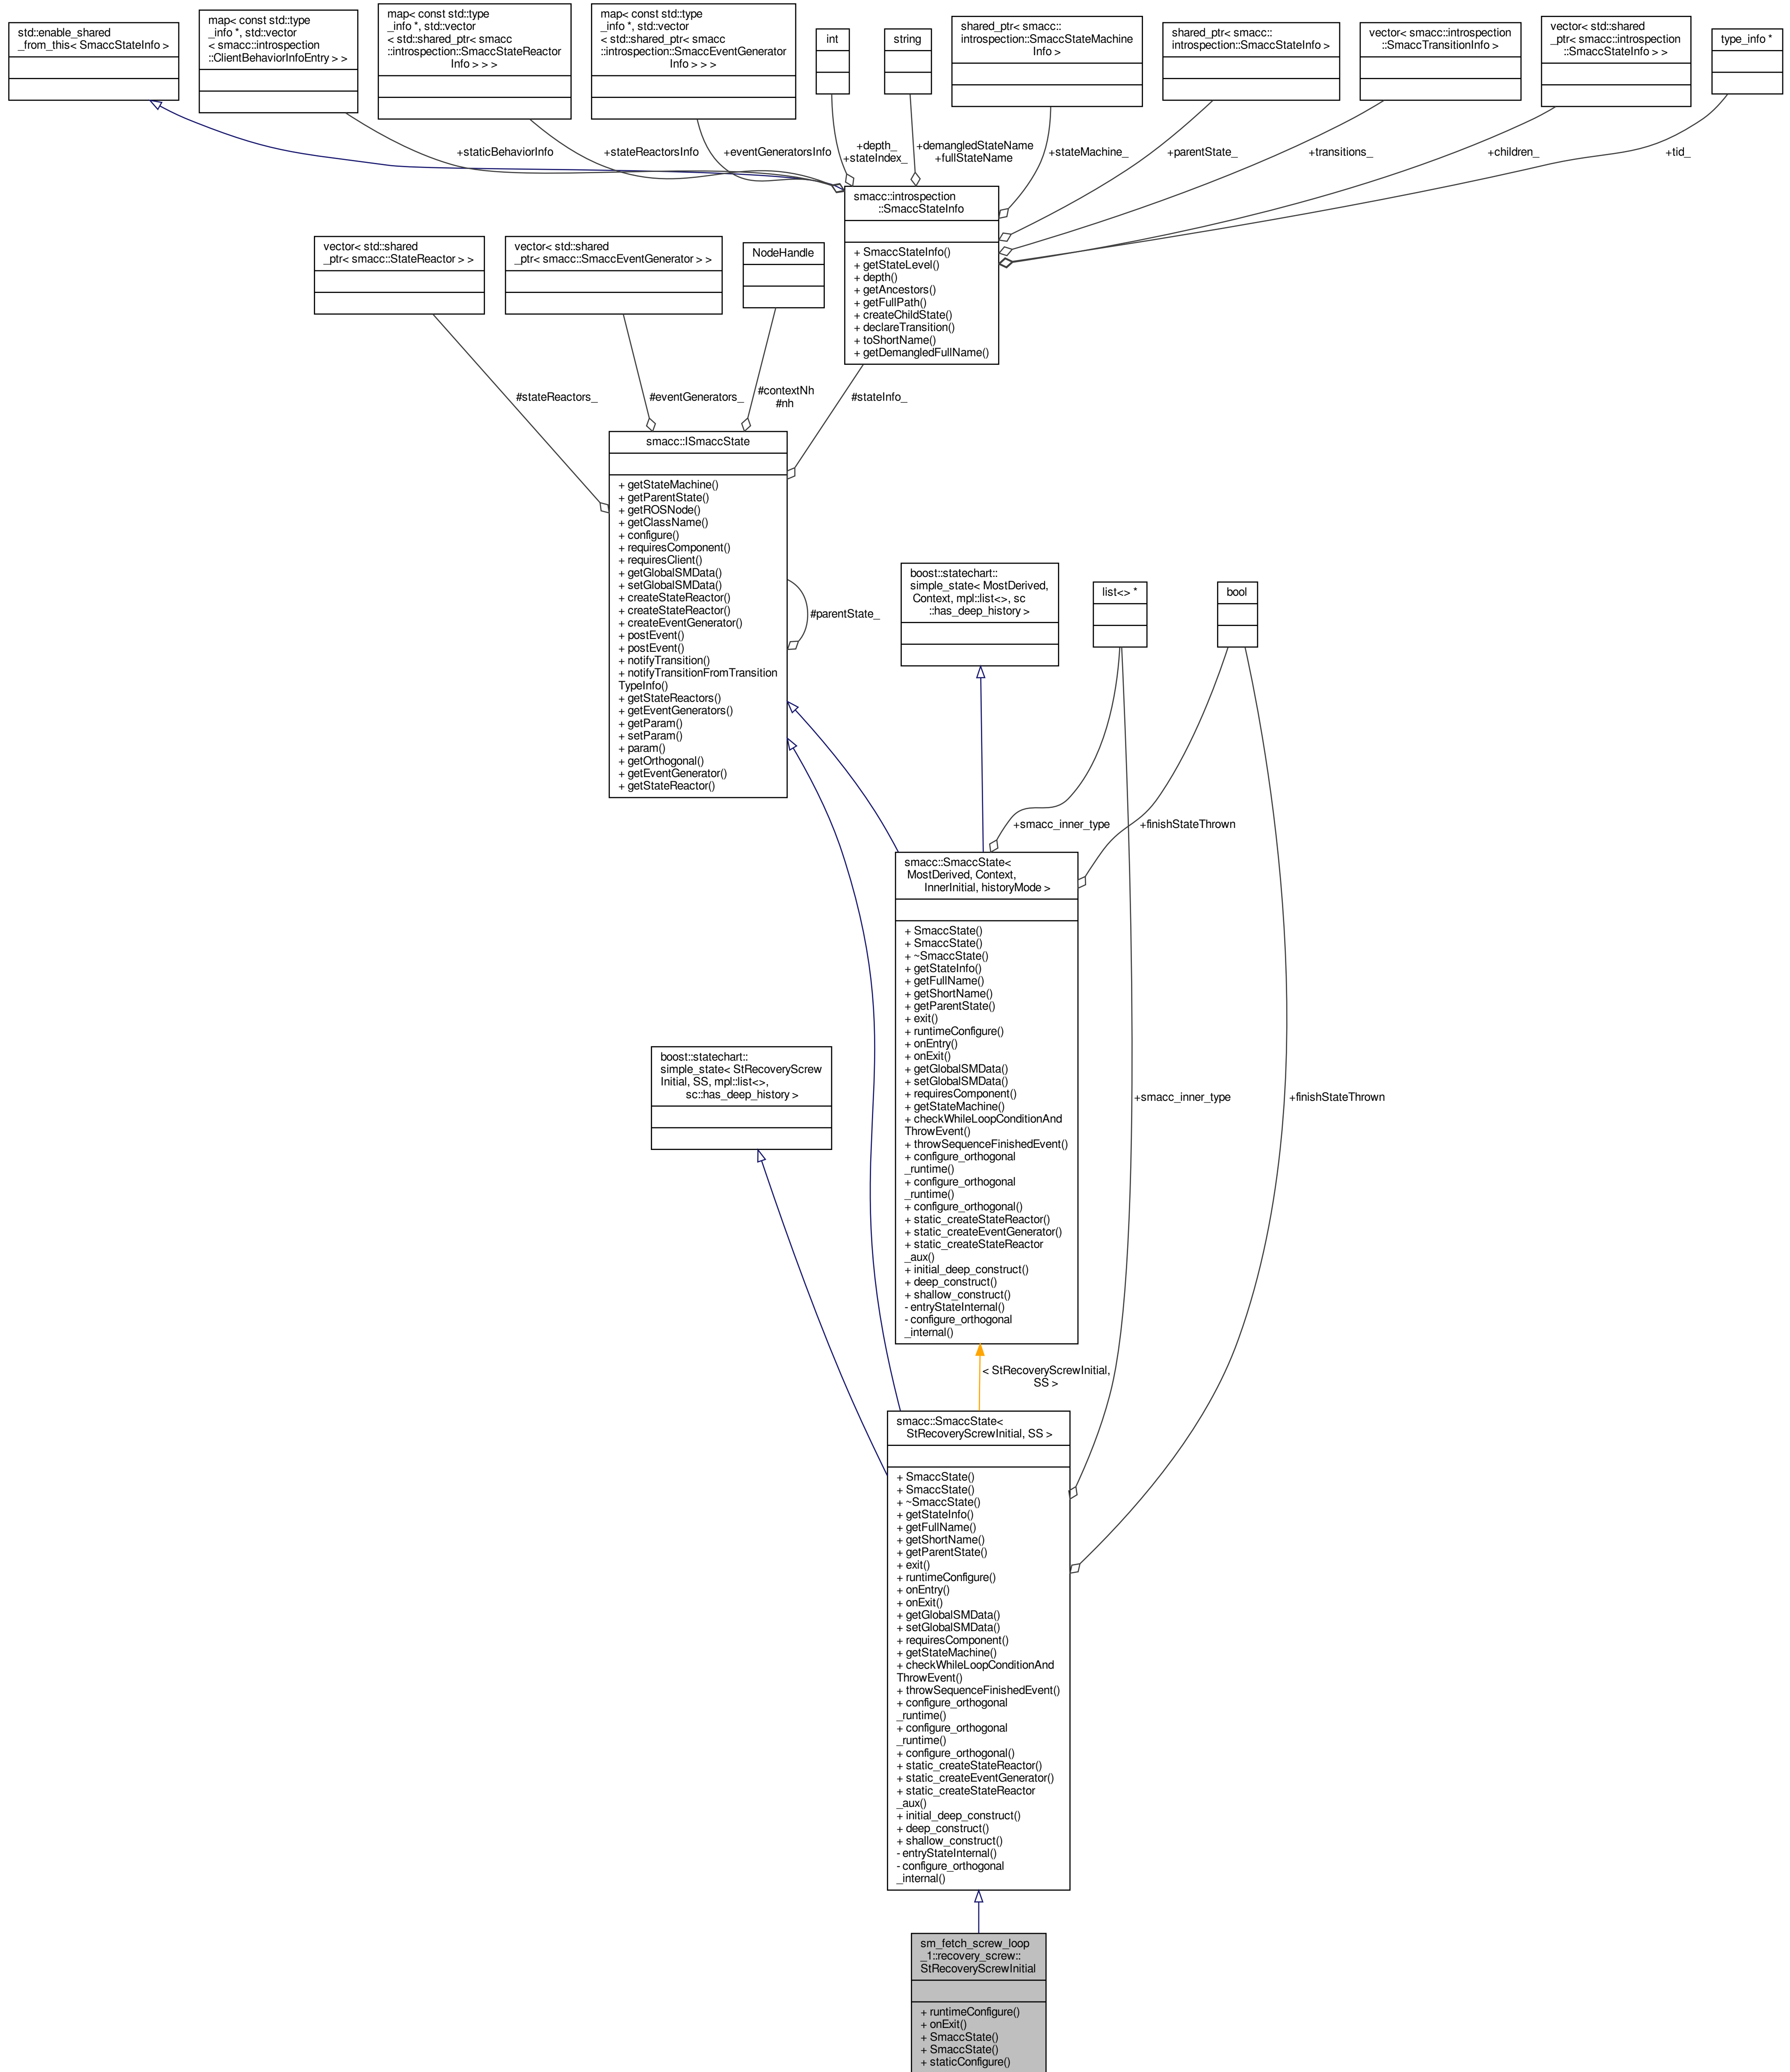 std::enable_shared
_from_this< SmaccStateInfo >
map< const std::type
_info *, std::vector
< smacc::introspection
::ClientBehaviorInfoEntry > >
map< const std::type
_info *, std::vector
< std::shared_ptr< smacc
::introspection::SmaccStateReactor
Info > > >
map< const std::type
_info *, std::vector
< std::shared_ptr< smacc
::introspection::SmaccEventGenerator
Info > > >
int
string
shared_ptr< smacc::
introspection::SmaccStateMachine
Info >
shared_ptr< smacc::
introspection::SmaccStateInfo >
vector< smacc::introspection
::SmaccTransitionInfo >
vector< std::shared
_ptr< smacc::introspection
::SmaccStateInfo > >
type_info *
+staticBehaviorInfo
+stateReactorsInfo
+eventGeneratorsInfo
+depth_
+stateIndex_
+demangledStateName
+fullStateName
+stateMachine_
+parentState_
+transitions_
+children_
+tid_
smacc::introspection
::SmaccStateInfo
+ SmaccStateInfo()
+ getStateLevel()
+ depth()
+ getAncestors()
+ getFullPath()
+ createChildState()
+ declareTransition()
+ toShortName()
+ getDemangledFullName()
vector< std::shared
_ptr< smacc::StateReactor > >
vector< std::shared
_ptr< smacc::SmaccEventGenerator > >
NodeHandle
#stateReactors_
#eventGenerators_
#contextNh
#nh
#stateInfo_
smacc::ISmaccState
+ getStateMachine()
+ getParentState()
+ getROSNode()
+ getClassName()
+ configure()
+ requiresComponent()
+ requiresClient()
+ getGlobalSMData()
+ setGlobalSMData()
+ createStateReactor()
+ createStateReactor()
+ createEventGenerator()
+ postEvent()
+ postEvent()
+ notifyTransition()
+ notifyTransitionFromTransition
TypeInfo()
+ getStateReactors()
+ getEventGenerators()
+ getParam()
+ setParam()
+ param()
+ getOrthogonal()
+ getEventGenerator()
+ getStateReactor()
#parentState_
boost::statechart::
simple_state< MostDerived,
Context, mpl::list<>, sc
::has_deep_history >
list<> *
bool
+smacc_inner_type
+finishStateThrown
smacc::SmaccState<
MostDerived, Context,
InnerInitial, historyMode >
+ SmaccState()
+ SmaccState()
+ ~SmaccState()
+ getStateInfo()
+ getFullName()
+ getShortName()
+ getParentState()
+ exit()
+ runtimeConfigure()
+ onEntry()
+ onExit()
+ getGlobalSMData()
+ setGlobalSMData()
+ requiresComponent()
+ getStateMachine()
+ checkWhileLoopConditionAnd
ThrowEvent()
+ throwSequenceFinishedEvent()
+ configure_orthogonal
_runtime()
+ configure_orthogonal
_runtime()
+ configure_orthogonal()
+ static_createStateReactor()
+ static_createEventGenerator()
+ static_createStateReactor
_aux()
+ initial_deep_construct()
+ deep_construct()
+ shallow_construct()
- entryStateInternal()
- configure_orthogonal
_internal()
boost::statechart::
simple_state< StRecoveryScrew
Initial, SS, mpl::list<>,
sc::has_deep_history >
+smacc_inner_type
+finishStateThrown
< StRecoveryScrewInitial,
SS >
smacc::SmaccState<
StRecoveryScrewInitial, SS >
+ SmaccState()
+ SmaccState()
+ ~SmaccState()
+ getStateInfo()
+ getFullName()
+ getShortName()
+ getParentState()
+ exit()
+ runtimeConfigure()
+ onEntry()
+ onExit()
+ getGlobalSMData()
+ setGlobalSMData()
+ requiresComponent()
+ getStateMachine()
+ checkWhileLoopConditionAnd
ThrowEvent()
+ throwSequenceFinishedEvent()
+ configure_orthogonal
_runtime()
+ configure_orthogonal
_runtime()
+ configure_orthogonal()
+ static_createStateReactor()
+ static_createEventGenerator()
+ static_createStateReactor
_aux()
+ initial_deep_construct()
+ deep_construct()
+ shallow_construct()
- entryStateInternal()
- configure_orthogonal
_internal()
sm_fetch_screw_loop
_1::recovery_screw::
StRecoveryScrewInitial
+ runtimeConfigure()
+ onExit()
+ SmaccState()
+ SmaccState()
+ staticConfigure()